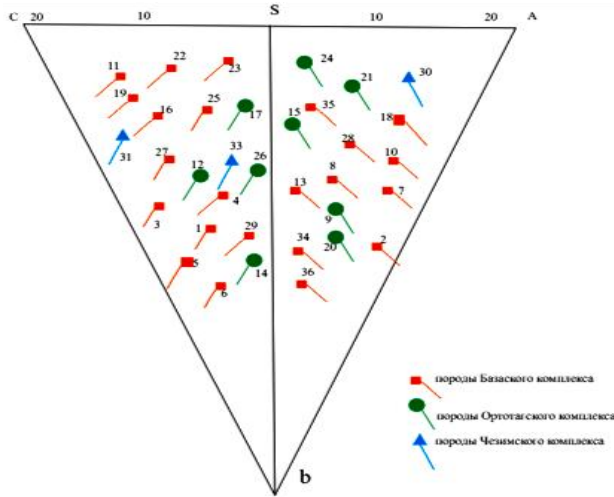 S
С 20 10 10 20 А
24
22 23 21 30
11
19 25 35
16 17 15 18
28
31 27 33 26 10
12 8
13 7
4
3 9
1 29 34 20 2
5 14 36
6
b
породы Базаского комплекса
породы Ортотагского комплекса
породы Чезимского комплекса